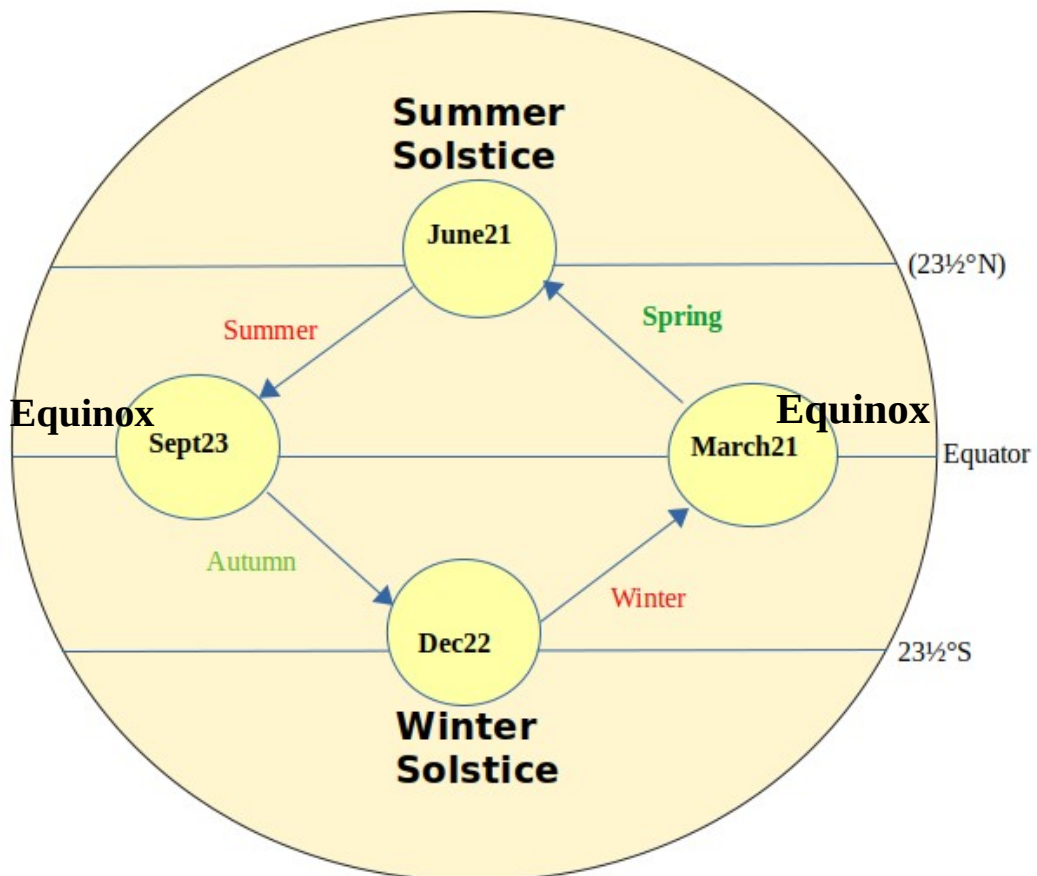 Summer
Solstice
June21
(23½°N)
Summer
Spring
Equinox
Equinox
Sept23
March21
Equator
Autumn
Winter
Dec22
23½°S
Winter
Solstice